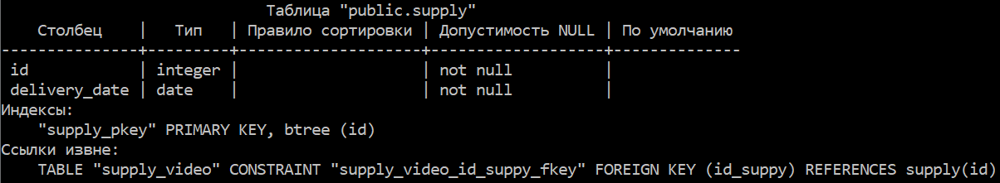 Таблица "public.supply"
Столбец | Тип | Правило сортировки | Допустимость NULL | По умолчанию
---------------+---------+--------------------+-------------------+--------------
id | integer | | not null |
delivery_date | date | | not null |
Индексы:
"supply_pkey" PRIMARY KEY, btree (id)
Ссылки извне:
TABLE "supply_video" CONSTRAINT "supply_video_id_suppy_fkey" FOREIGN KEY (id_suppy) REFERENCES supply(id)